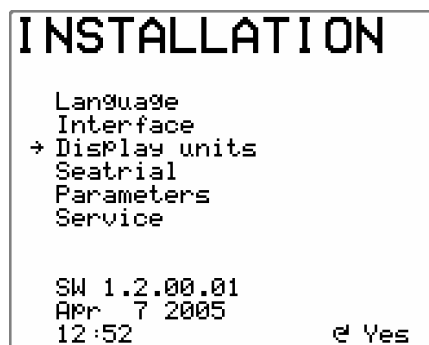 INSTALLATION
Language
Interface
→ Display units
Seatrial
Parameters
Service
SW 1.2.00.01
Apr 7 2005
12:52 Yes